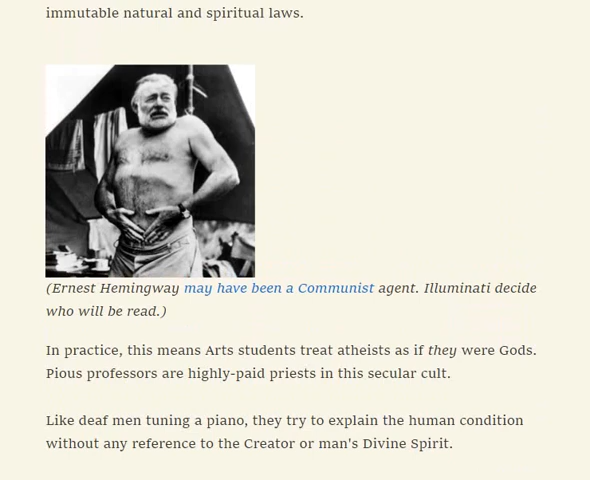 immutable natural and spiritual laws.
(Ernest Hemingway may have been a Communist agent. Illuminati decide
who will be read.)
In practice, this means Arts students treat atheists as if they were Gods.
Pious professors are highly-paid priests in this secular cult.
Like deaf men tuning a piano, they try to explain the human condition
without any reference to the Creator or man's Divine Spirit.